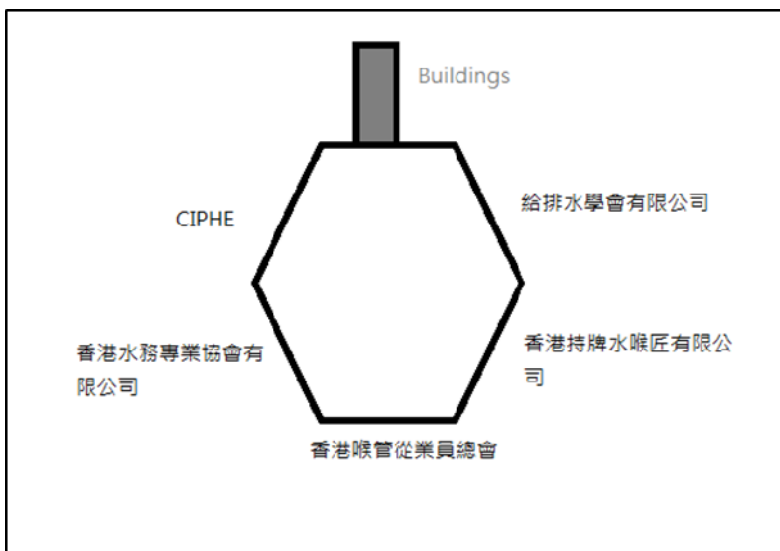 Buildings
CIPHE
給排水學會有限公司
香港水務專業協會有
限公司
香港持牌水喉匠有限公
司
香港喉管從業員總會